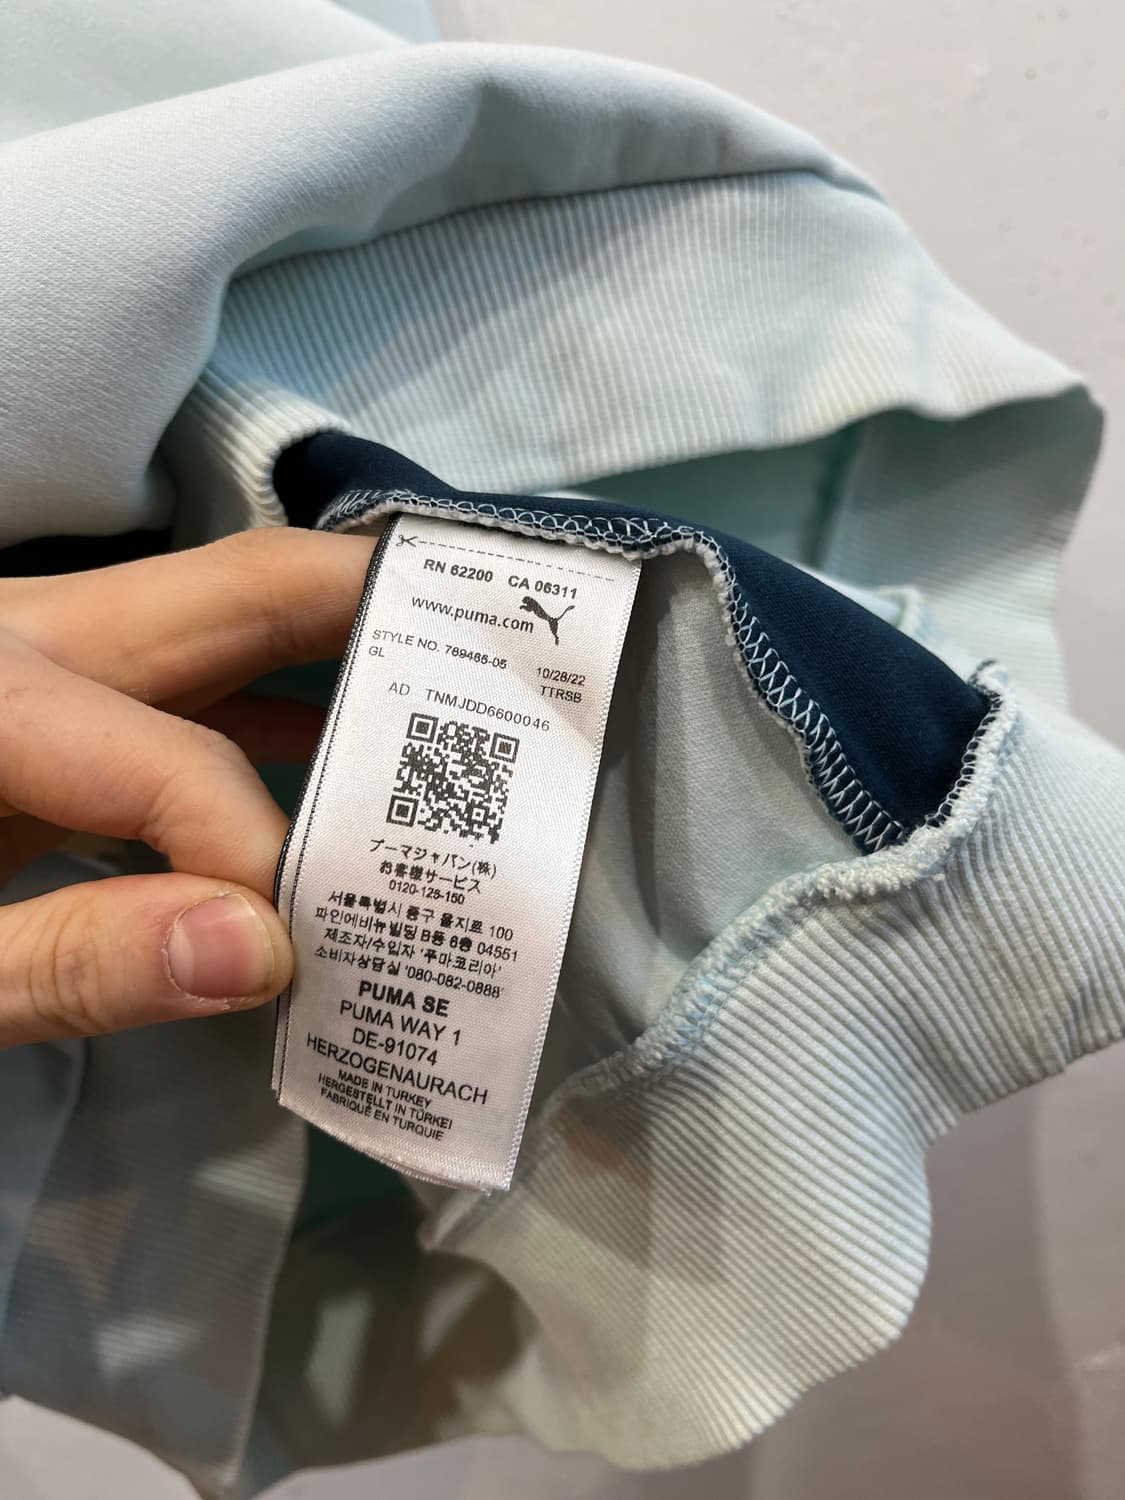 RN 62200 CA 06311
www.puma.com
STYLE NO. 769486-05 10/28/22
GL TTRSB
AD TNMJDD6600046
プーマジャパン(株)
お客様サービス
0120-125-150
서울특별시 중구 을지로 100
파인에비뉴빌딩 B동 6층 04551
제조자/수입자 '푸마코리아'
소비자상담실 '080-082-0888'
PUMA SE
PUMA WAY 1
DE-91074
HERZOGENAURACH
MADE IN TURKEY
HERGESTELLT IN TÜRKEI
FABRIQUÉ EN TURQUIE